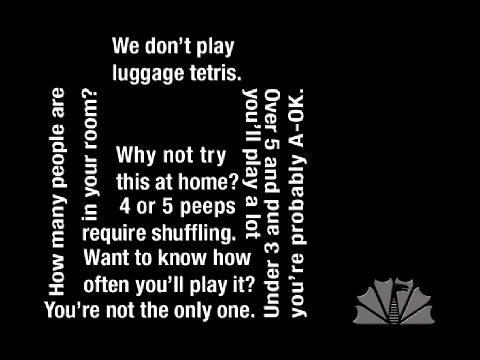 We don't play
luggage tetris.
How many people are
in your room?
Over 5 and
you'll play a lot
Under 3 and
you're probably A-OK.
Why not try
this at home?
4 or 5 peeps
require shuffling.
Want to know how
often you'll play it?
You're not the only one.